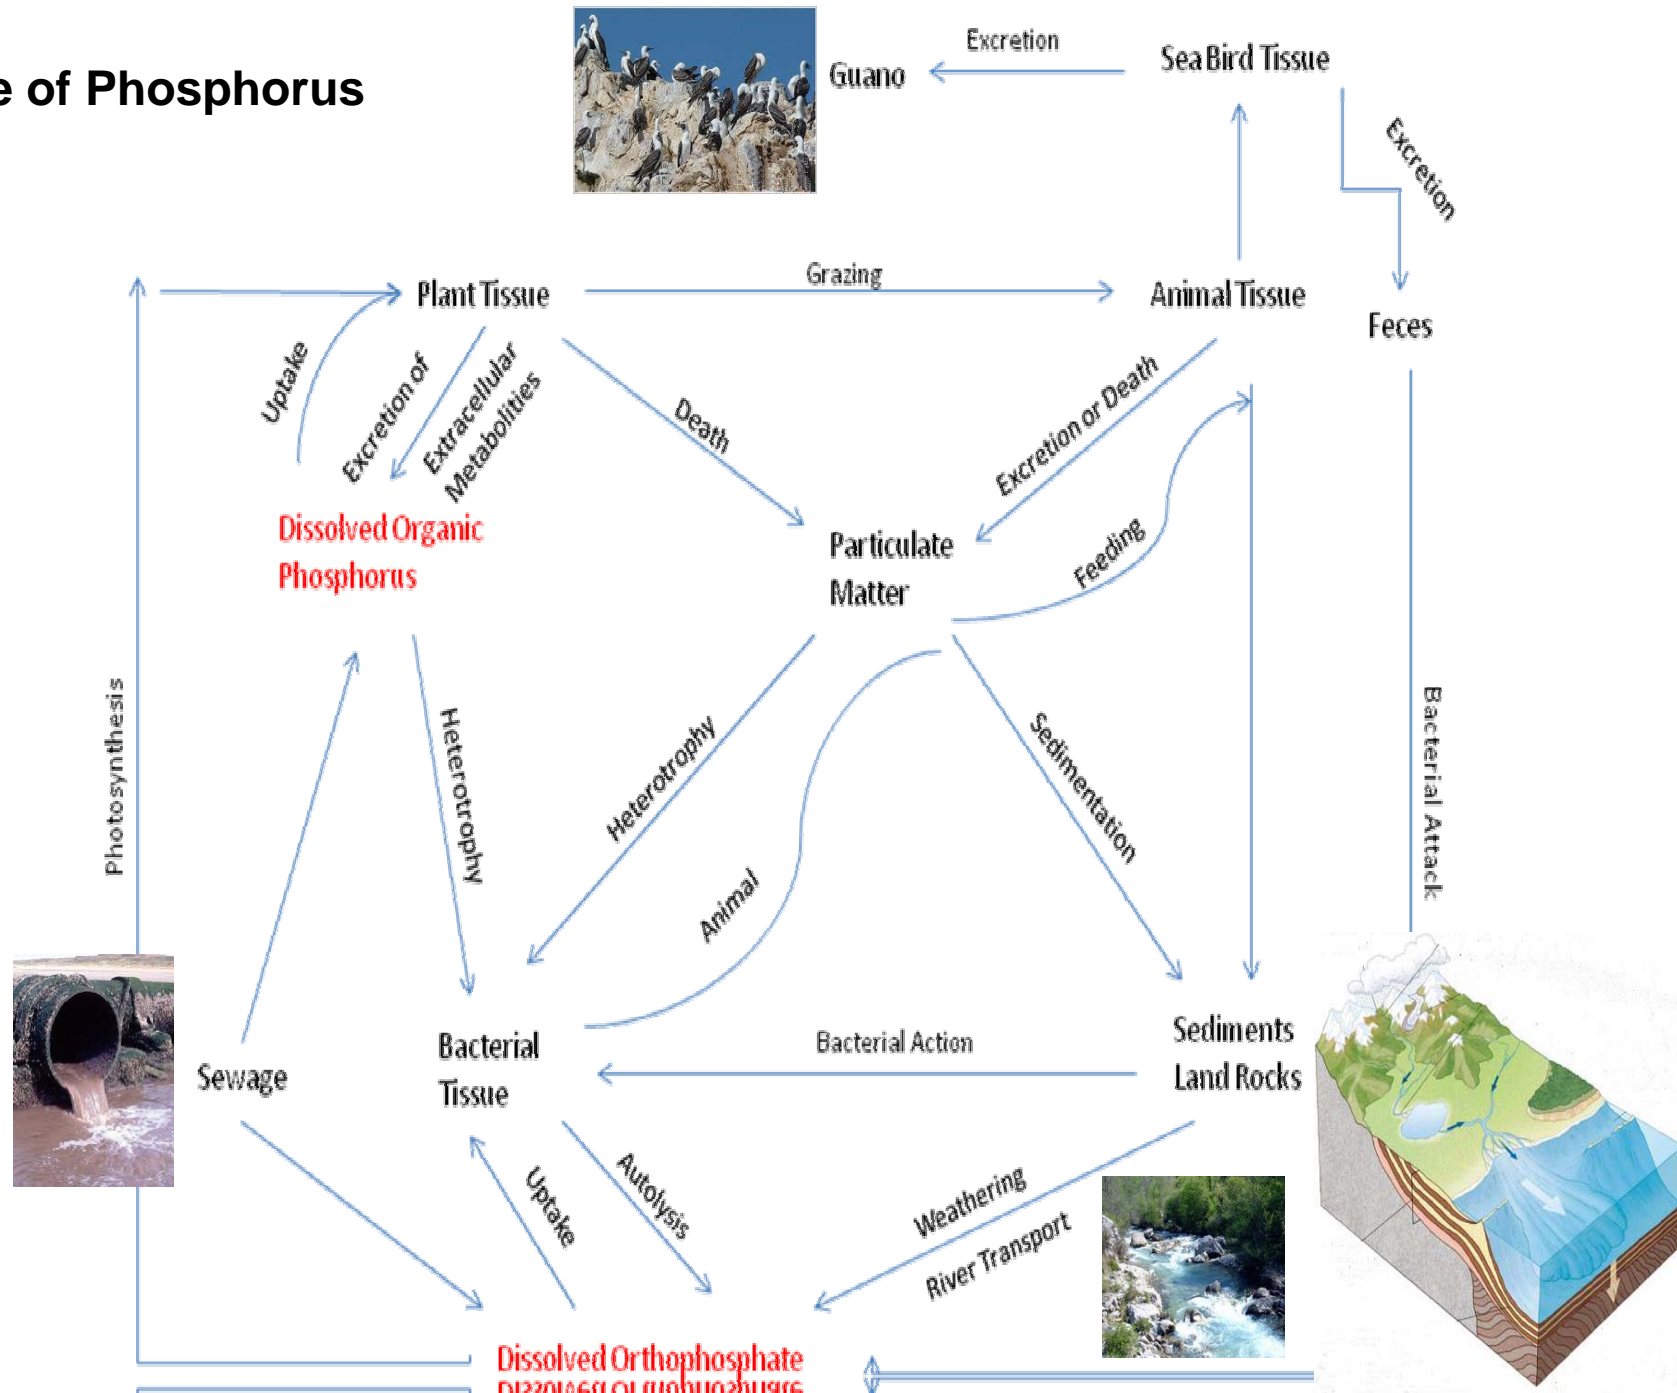 e of Phosphorus
Excretion
Sea Bird Tissue
Guano
Excretion
Grazing
Plant Tissue
Animal Tissue
Feces
Uptake
Excretion of
Extracellular
Metabolities
Death
Excretion or Death
Dissolved Organic
Phosphorus
Particulate
Matter
Feeding
Photosynthesis
Heterotrophy
Heterotrophy
Sedimentation
Bacterial Attack
Animal
Sewage
Bacterial
Tissue
Bacterial Action
Sediments
Land Rocks
Uptake
Autolysis
Weathering
River Transport
Dissolved Orthophosphate